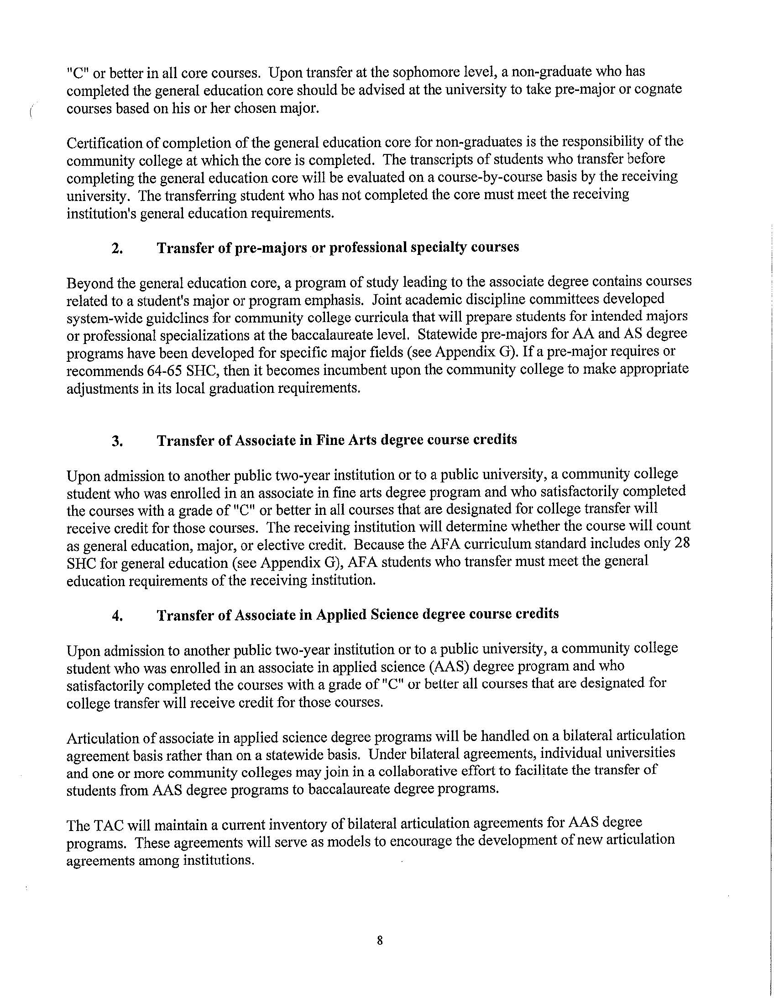 "C" or better in all core courses.  Upon transfer at the sophomore level, a non-graduate who has
completed the general education core should be advised at the university to take pre-major or cognate
courses based on his or her chosen major.
Certification of completion of the general education core for non-graduates is the responsibility of the
community college at which the core is completed.  The transcripts of students who transfer before
completing the general education core will be evaluated on a course-by-course basis by the receiving
university.  The transferring student who has not completed the core must meet the receiving
institution's general education requirements.
2. Transfer of pre-majors or professional specialty courses
Beyond the general education core, a program of study leading to the associate degree contains courses
related to a student's major or program emphasis.  Joint academic discipline committees developed
system-wide guidelines for community college curricula that will prepare students for intended majors
or professional specializations at the baccalaureate level.  Statewide pre-majors for AA and AS degree
programs have been developed for specific major fields (see Appendix G). If a pre-major requires or
recommends 64-65 SHC, then it becomes incumbent upon the community college to make appropriate
adjustments in its local graduation requirements.
3. Transfer of Associate in Fine Arts degree course credits
Upon admission to another public two-year institution or to a public university, a community college
student who was enrolled in an associate in fine arts degree program and who satisfactorily completed
the courses with a grade of "C" or better in all courses that are designated for college transfer will
receive credit for those courses.  The receiving institution will determine whether the course will count
as general education, major, or elective credit.  Because the AFA curriculum standard includes only 28
SHC for general education (see Appendix G), AFA students who transfer must meet the general
education requirements of the receiving institution.
4. Transfer of Associate in Applied Science degree course credits
Upon admission to another public two-year institution or to a public university, a community college
student who was enrolled in an associate in applied science (AAS) degree program and who
satisfactorily completed the courses with a grade of "C" or better all courses that are designated for
college transfer will receive credit for those courses.
Articulation of associate in applied science degree programs will be handled on a bilateral articulation
agreement basis rather than on a statewide basis.  Under bilateral agreements, individual universities
and one or more community colleges may join in a collaborative effort to facilitate the transfer of
students from AAS degree programs to baccalaureate degree programs.
The TAC will maintain a current inventory of bilateral articulation agreements for AAS degree
programs.  These agreements will serve as models to encourage the development of new articulation
agreements among institutions.
8